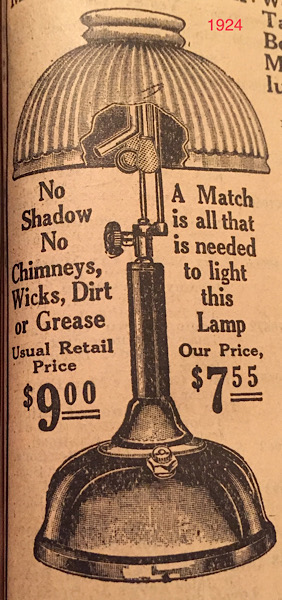 1924
No
Shadow
No
Chimneys,
Wicks, Dirt
or Grease
Usual Retail
Price
$9.00
A Match
is all that
is needed
to light
this
Lamp
Our Price,
$7.55